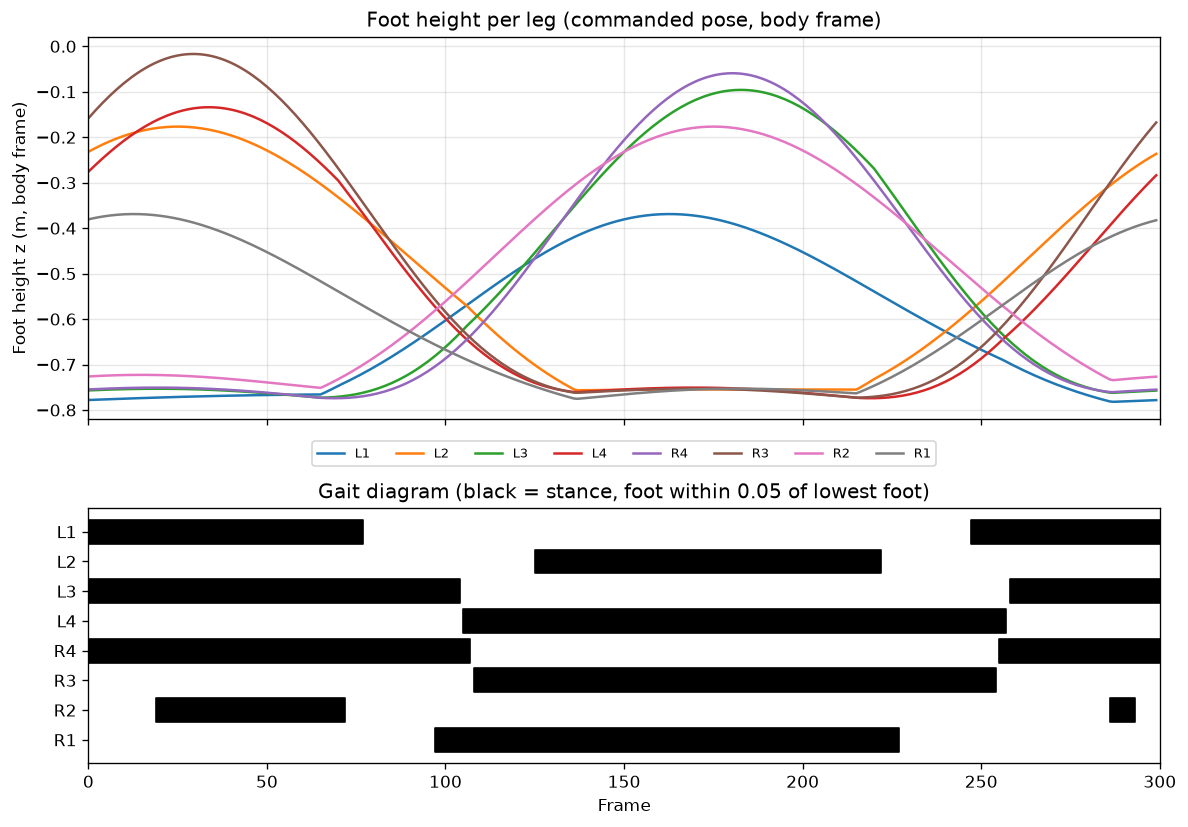 Foot height per leg (commanded pose, body frame)
Foot height z (m, body frame)
0.0
−0.1
−0.2
−0.3
−0.4
−0.5
−0.6
−0.7
−0.8
L1 L2 L3 L4 R4 R3 R2 R1
Gait diagram (black = stance, foot within 0.05 of lowest foot)
L1
L2
L3
L4
R4
R3
R2
R1
0 50 100 150 200 250 300
Frame